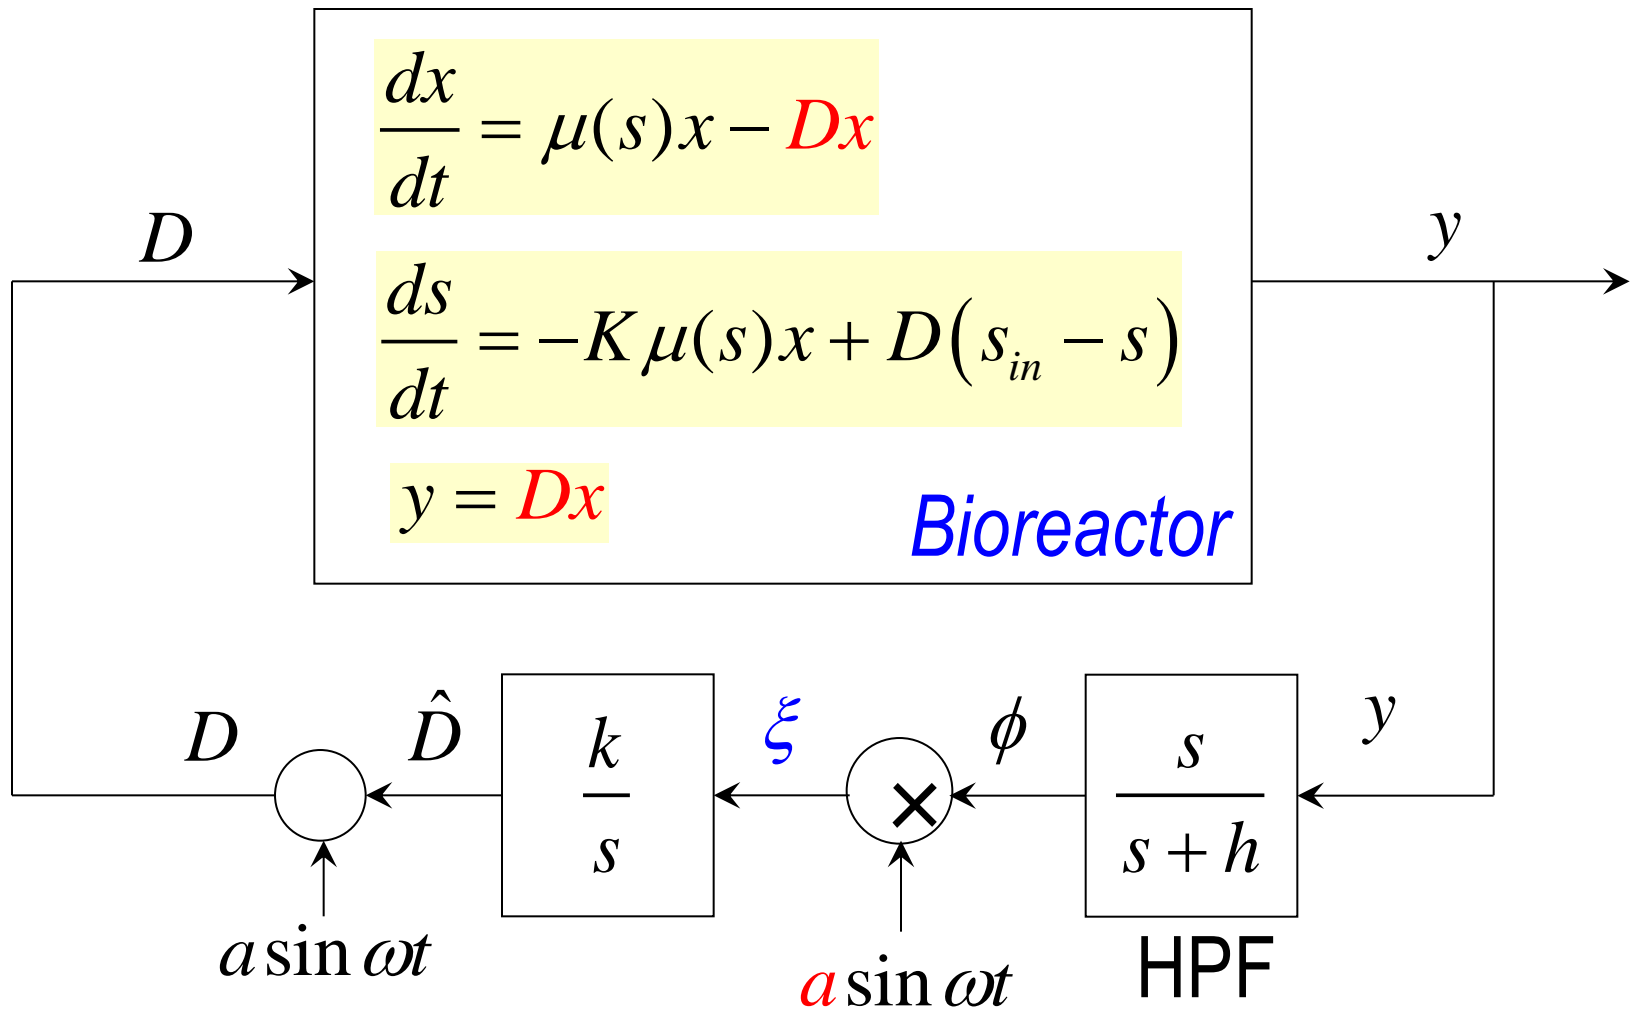 dx/dt = μ(s)x − Dx
D
y
ds/dt = −Kμ(s)x + D(s_in − s)
y = Dx
Bioreactor
D
D̂
k/s
ξ
×
ϕ
s/(s + h)
y
a sin ωt
a sin ωt
HPF